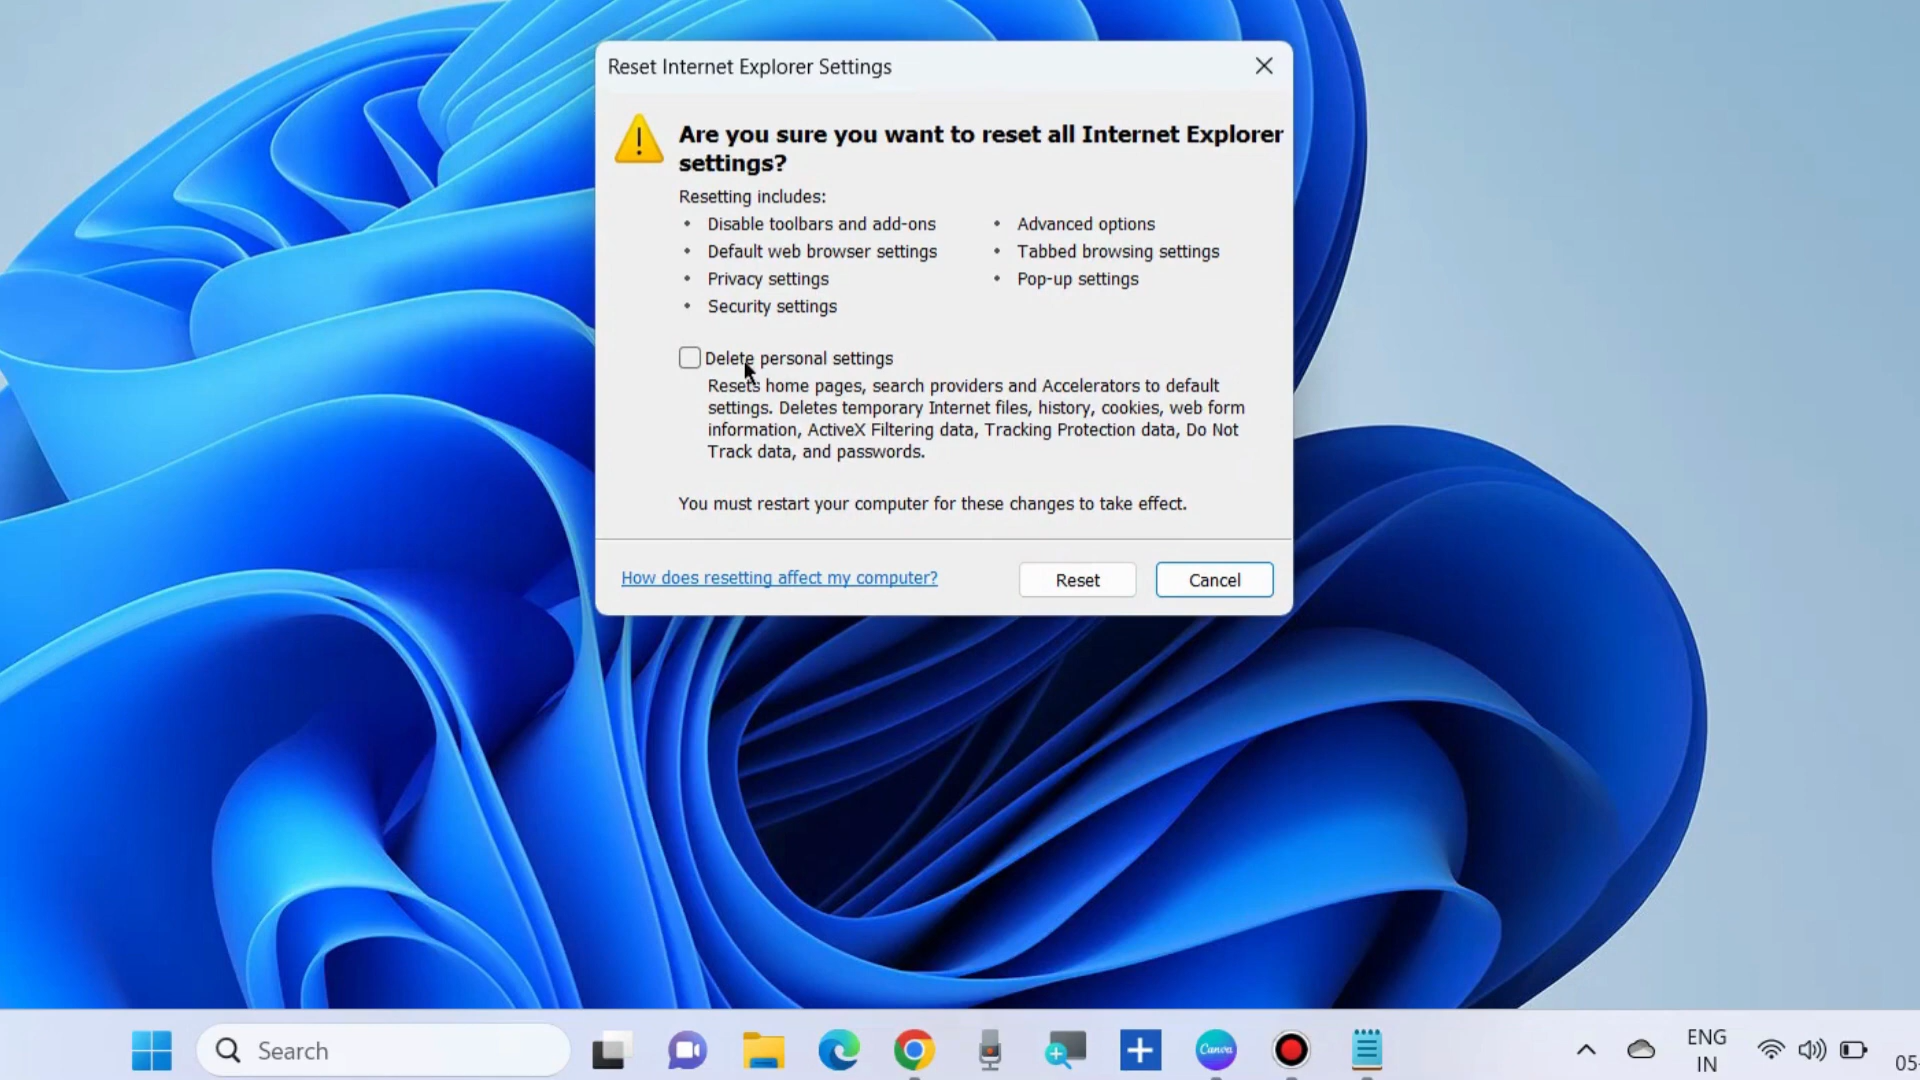 Reset Internet Explorer Settings
Are you sure you want to reset all Internet Explorer
settings?
Resetting includes:
• Disable toolbars and add-ons
• Default web browser settings
• Privacy settings
• Security settings
• Advanced options
• Tabbed browsing settings
• Pop-up settings
Delete personal settings
Resets home pages, search providers and Accelerators to default
settings. Deletes temporary Internet files, history, cookies, web form
information, ActiveX Filtering data, Tracking Protection data, Do Not
Track data, and passwords.
You must restart your computer for these changes to take effect.
How does resetting affect my computer?
Reset
Cancel
Search
Canva
ENG
IN
05